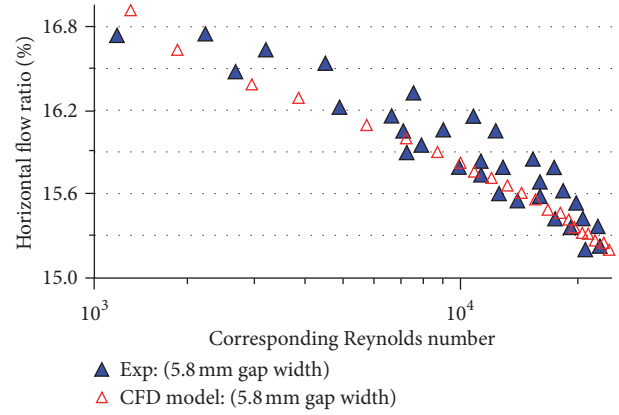 16.8
16.2
15.6
15.0
Horizontal flow ratio (%)
10³
10⁴
Corresponding Reynolds number
Exp: (5.8 mm gap width)
CFD model: (5.8 mm gap width)